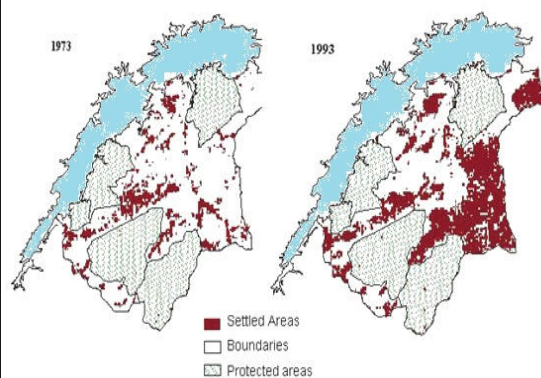 1973
1993
Settled Areas
Boundaries
Protected areas